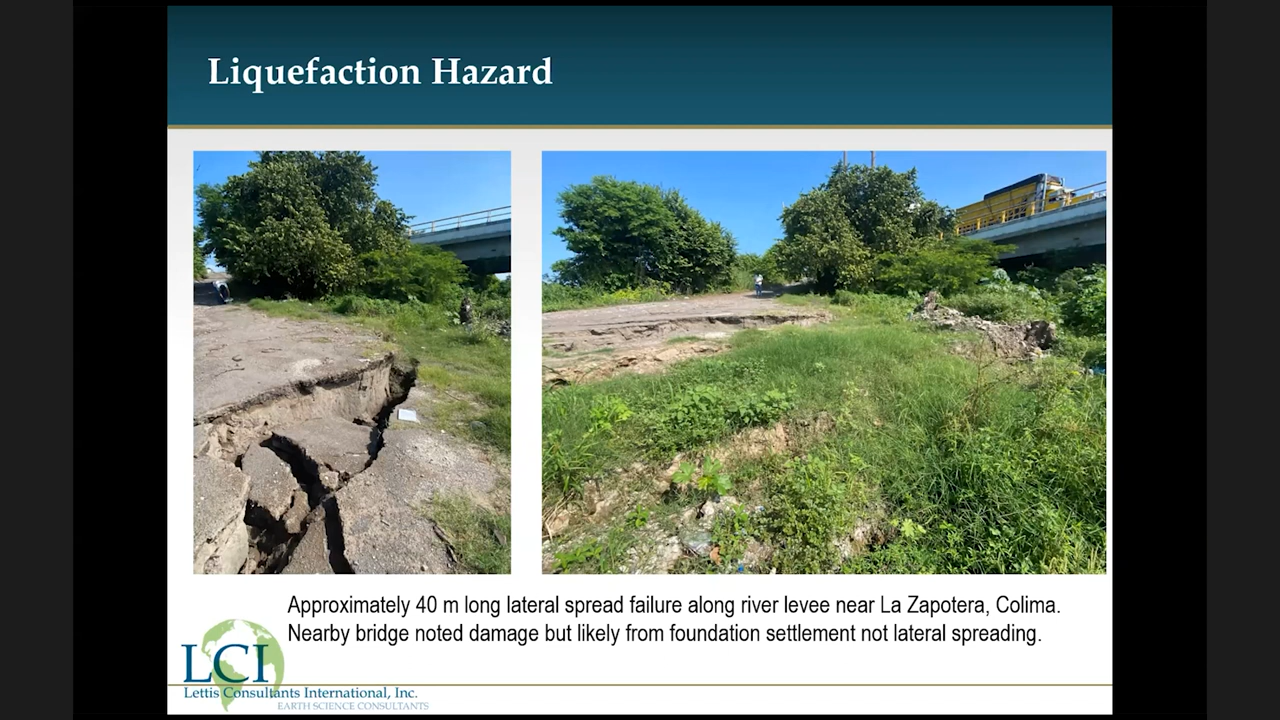 Liquefaction Hazard
Approximately 40 m long lateral spread failure along river levee near La Zapotera, Colima.
Nearby bridge noted damage but likely from foundation settlement not lateral spreading.
LCI
Lettis Consultants International, Inc.
EARTH SCIENCE CONSULTANTS